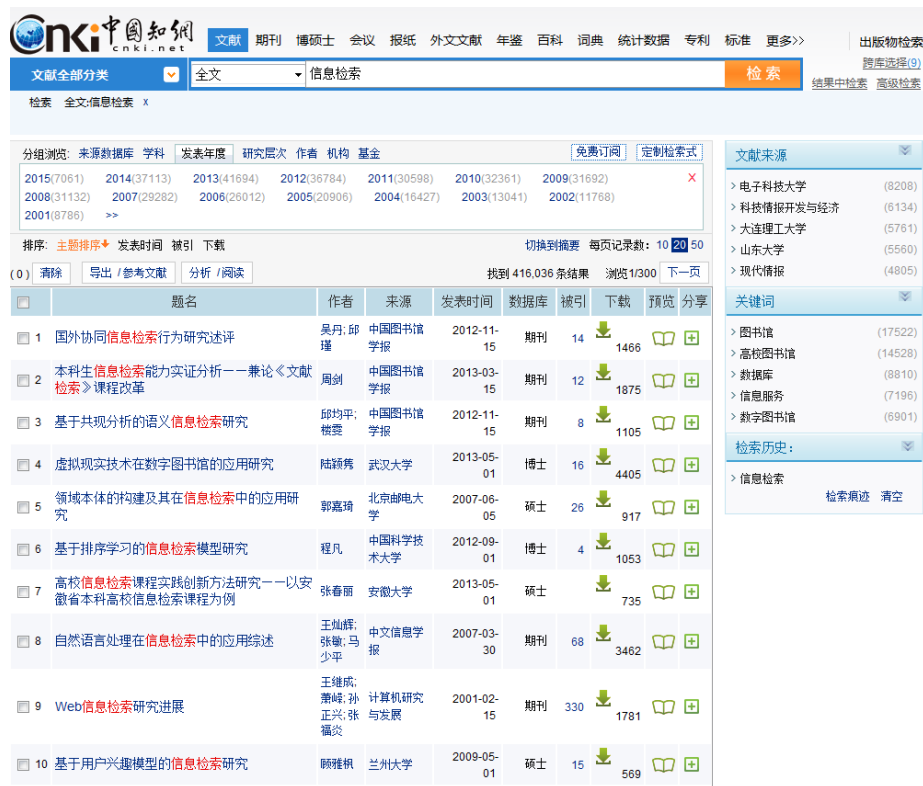 中國知網
cnki.net
文献 期刊 博硕士 会议 报纸 外文文献 年鉴 百科 词典 统计数据 专利 标准 更多>> 出版物检索
文献全部分类 全文 信息检索 检索 跨库选择(9)
结果中检索 高级检索
检索 全文:信息检索 x
分组浏览: 来源数据库 学科 发表年度 研究层次 作者 机构 基金 免费订阅 定制检索式
2015(7061) 2014(37113) 2013(41694) 2012(36784) 2011(30598) 2010(32361) 2009(31692) X
2008(31132) 2007(29282) 2006(26012) 2005(20906) 2004(16427) 2003(13041) 2002(11768)
2001(8786) >>
排序: 主题排序 发表时间 被引 下载 切换到摘要 每页记录数: 10 20 50
(0) 清除 导出 /参考文献 分析 /阅读 找到 416,036 条结果 浏览1/300 下一页
题名 作者 来源 发表时间 数据库 被引 下载 预览 分享
1 国外协同信息检索行为研究述评 吴丹;邱瑾 中国图书馆学报 2012-11-15 期刊 14 1466
2 本科生信息检索能力实证分析——兼论《文献检索》课程改革 周剑 中国图书馆学报 2013-03-15 期刊 12 1875
3 基于共现分析的语义信息检索研究 邱均平;楼雯 中国图书馆学报 2012-11-15 期刊 8 1105
4 虚拟现实技术在数字图书馆的应用研究 陆颖隽 武汉大学 2013-05-01 博士 16 4405
5 领域本体的构建及其在信息检索中的应用研究 郭嘉琦 北京邮电大学 2007-06-05 硕士 26 917
6 基于排序学习的信息检索模型研究 程凡 中国科学技术大学 2012-09-01 博士 4 1053
7 高校信息检索课程实践创新方法研究——以安徽省本科高校信息检索课程为例 张春丽 安徽大学 2013-05-01 硕士 735
8 自然语言处理在信息检索中的应用综述 王灿辉;张敏;马少平 中文信息学报 2007-03-30 期刊 68 3462
9 Web信息检索研究进展 王继成;萧嵘;孙正兴;张福炎 计算机研究与发展 2001-02-15 期刊 330 1781
10 基于用户兴趣模型的信息检索研究 顾雅枫 兰州大学 2009-05-01 硕士 15 569
文献来源
> 电子科技大学 (8208)
> 科技情报开发与经济 (6134)
> 大连理工大学 (5761)
> 山东大学 (5560)
> 现代情报 (4805)
关键词
> 图书馆 (17522)
> 高校图书馆 (14528)
> 数据库 (8810)
> 信息服务 (7196)
> 数字图书馆 (6901)
检索历史:
> 信息检索
检索痕迹 清空